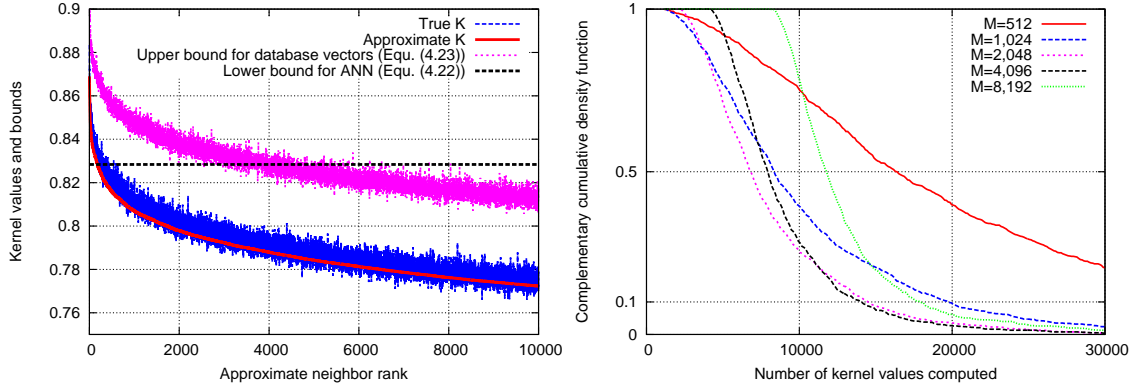 Kernel values and bounds
0.9
0.88
0.86
0.84
0.82
0.8
0.78
0.76
0 2000 4000 6000 8000 10000
Approximate neighbor rank
True K
Approximate K
Upper bound for database vectors (Equ. (4.23))
Lower bound for ANN (Equ. (4.22))
Complementary cumulative density function
1
0.5
0.1
0
0 10000 20000 30000
Number of kernel values computed
M=512
M=1,024
M=2,048
M=4,096
M=8,192